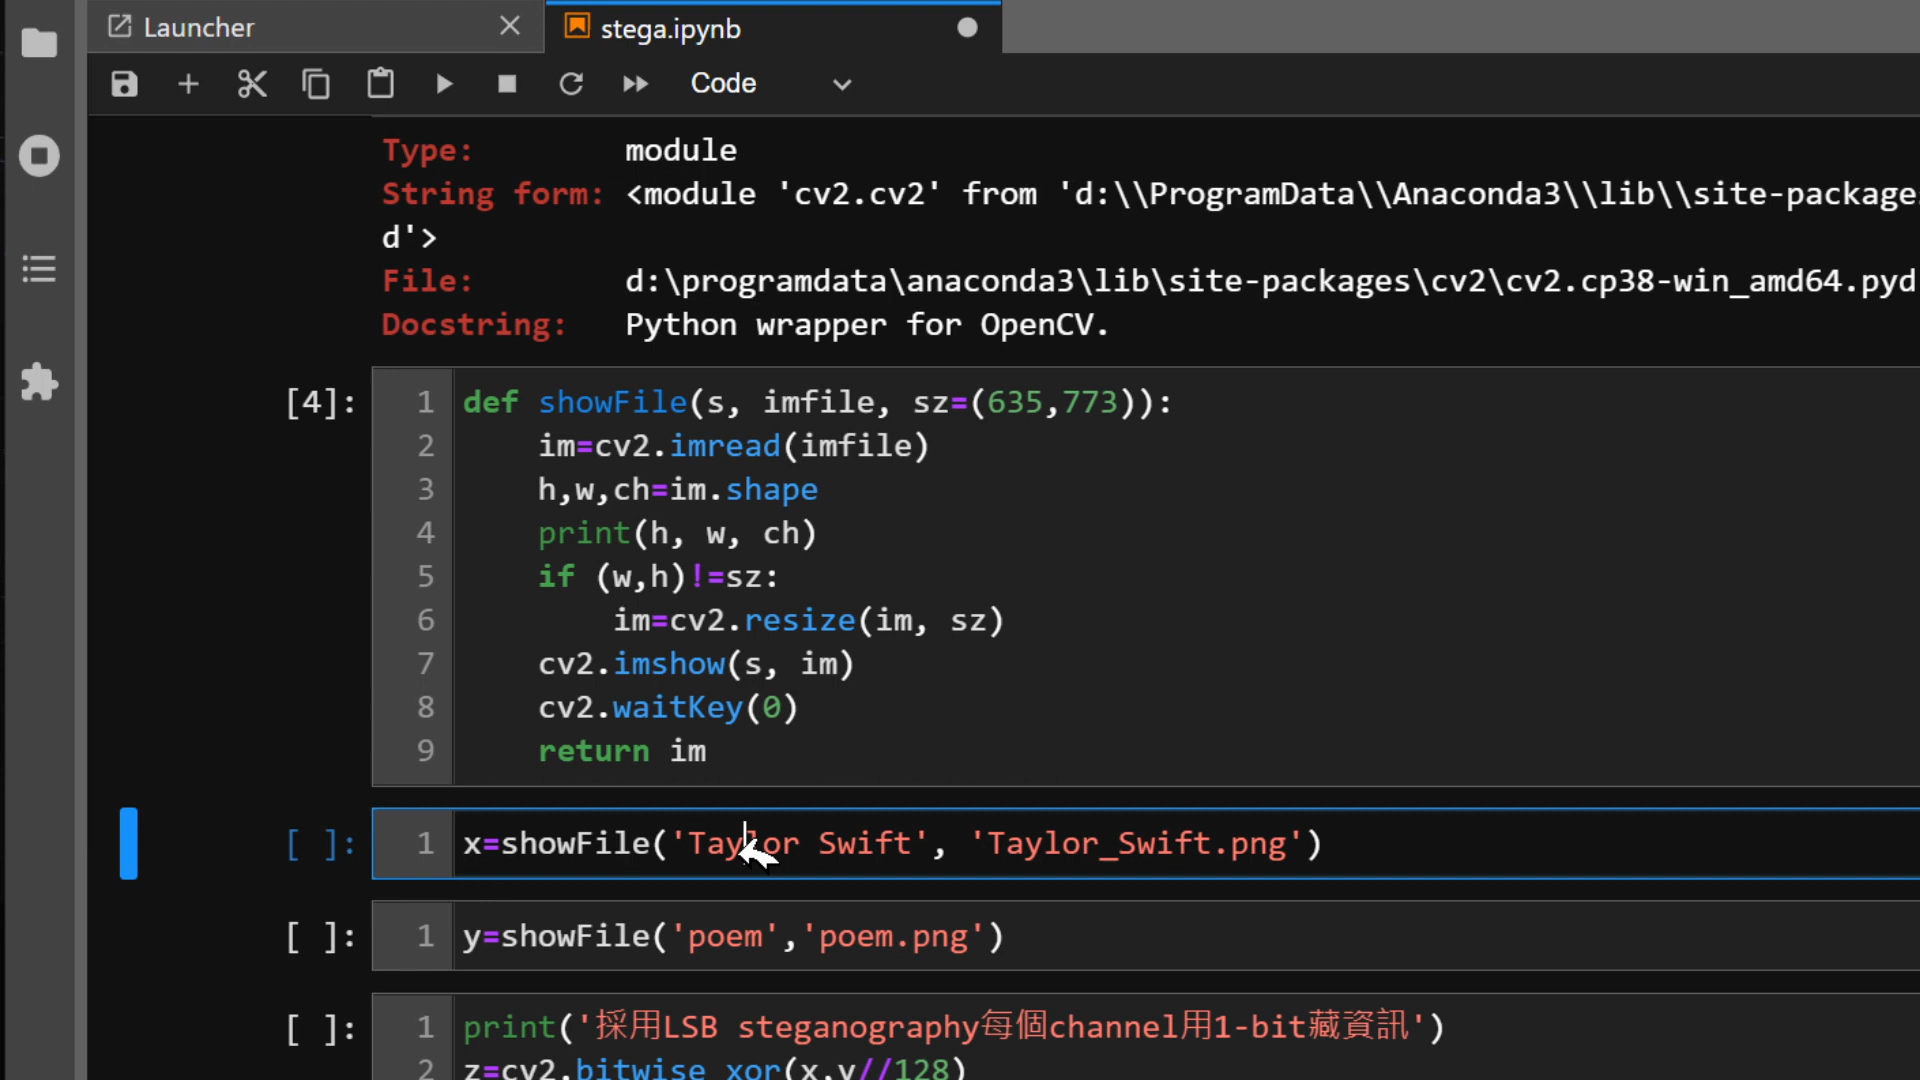 Launcher
stega.ipynb
Code
Type: module
String form: <module 'cv2.cv2' from 'd:\\ProgramData\\Anaconda3\\lib\\site-package
d'>
File: d:\programdata\anaconda3\lib\site-packages\cv2\cv2.cp38-win_amd64.pyd
Docstring: Python wrapper for OpenCV.
[4]:
1 def showFile(s, imfile, sz=(635,773)):
2 im=cv2.imread(imfile)
3 h,w,ch=im.shape
4 print(h, w, ch)
5 if (w,h)!=sz:
6 im=cv2.resize(im, sz)
7 cv2.imshow(s, im)
8 cv2.waitKey(0)
9 return im
[ ]: 1 x=showFile('Taylor Swift', 'Taylor_Swift.png')
[ ]: 1 y=showFile('poem','poem.png')
[ ]: 1 print('採用LSB steganography每個channel用1-bit藏資訊')
2 z=cv2.bitwise_xor(x,y//128)